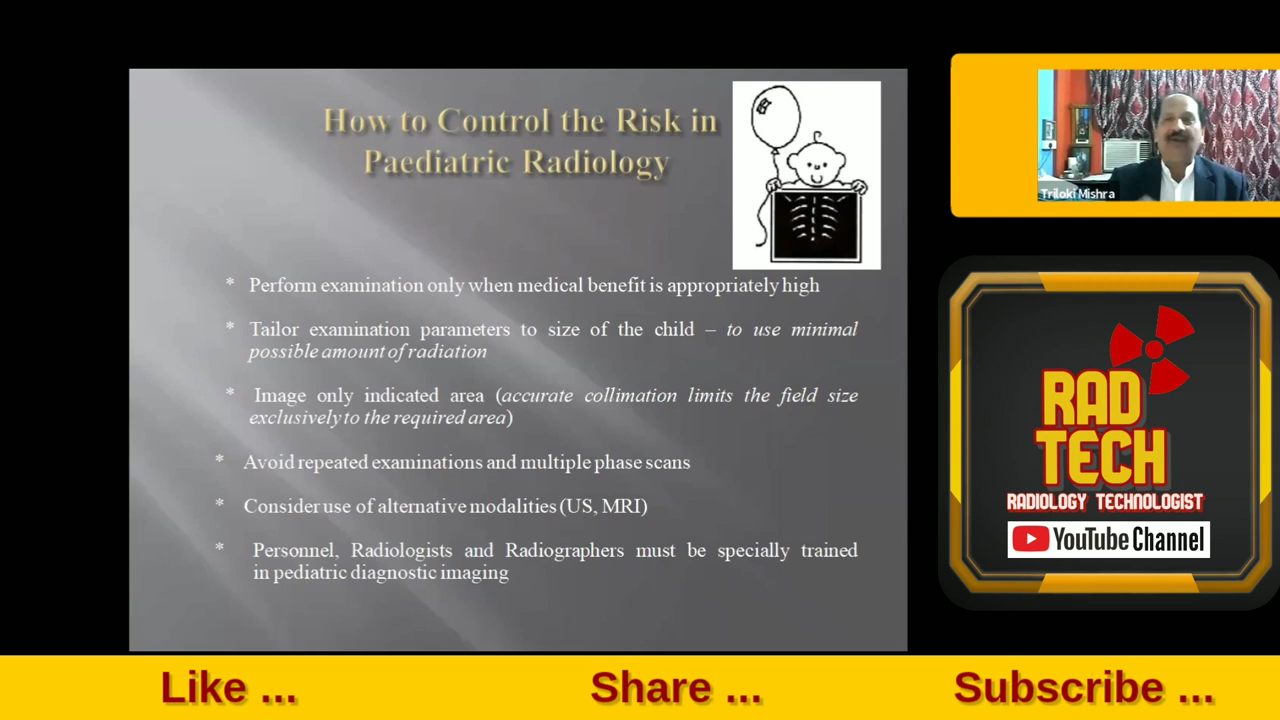 How to Control the Risk in
Paediatric Radiology
* Perform examination only when medical benefit is appropriately high
* Tailor examination parameters to size of the child – to use minimal
possible amount of radiation
* Image only indicated area (accurate collimation limits the field size
exclusively to the required area)
* Avoid repeated examinations and multiple phase scans
* Consider use of alternative modalities (US, MRI)
* Personnel, Radiologists and Radiographers must be specially trained
in pediatric diagnostic imaging
Triloki Mishra
RAD
TECH
RADIOLOGY TECHNOLOGIST
YouTube Channel
Like ...
Share ...
Subscribe ...